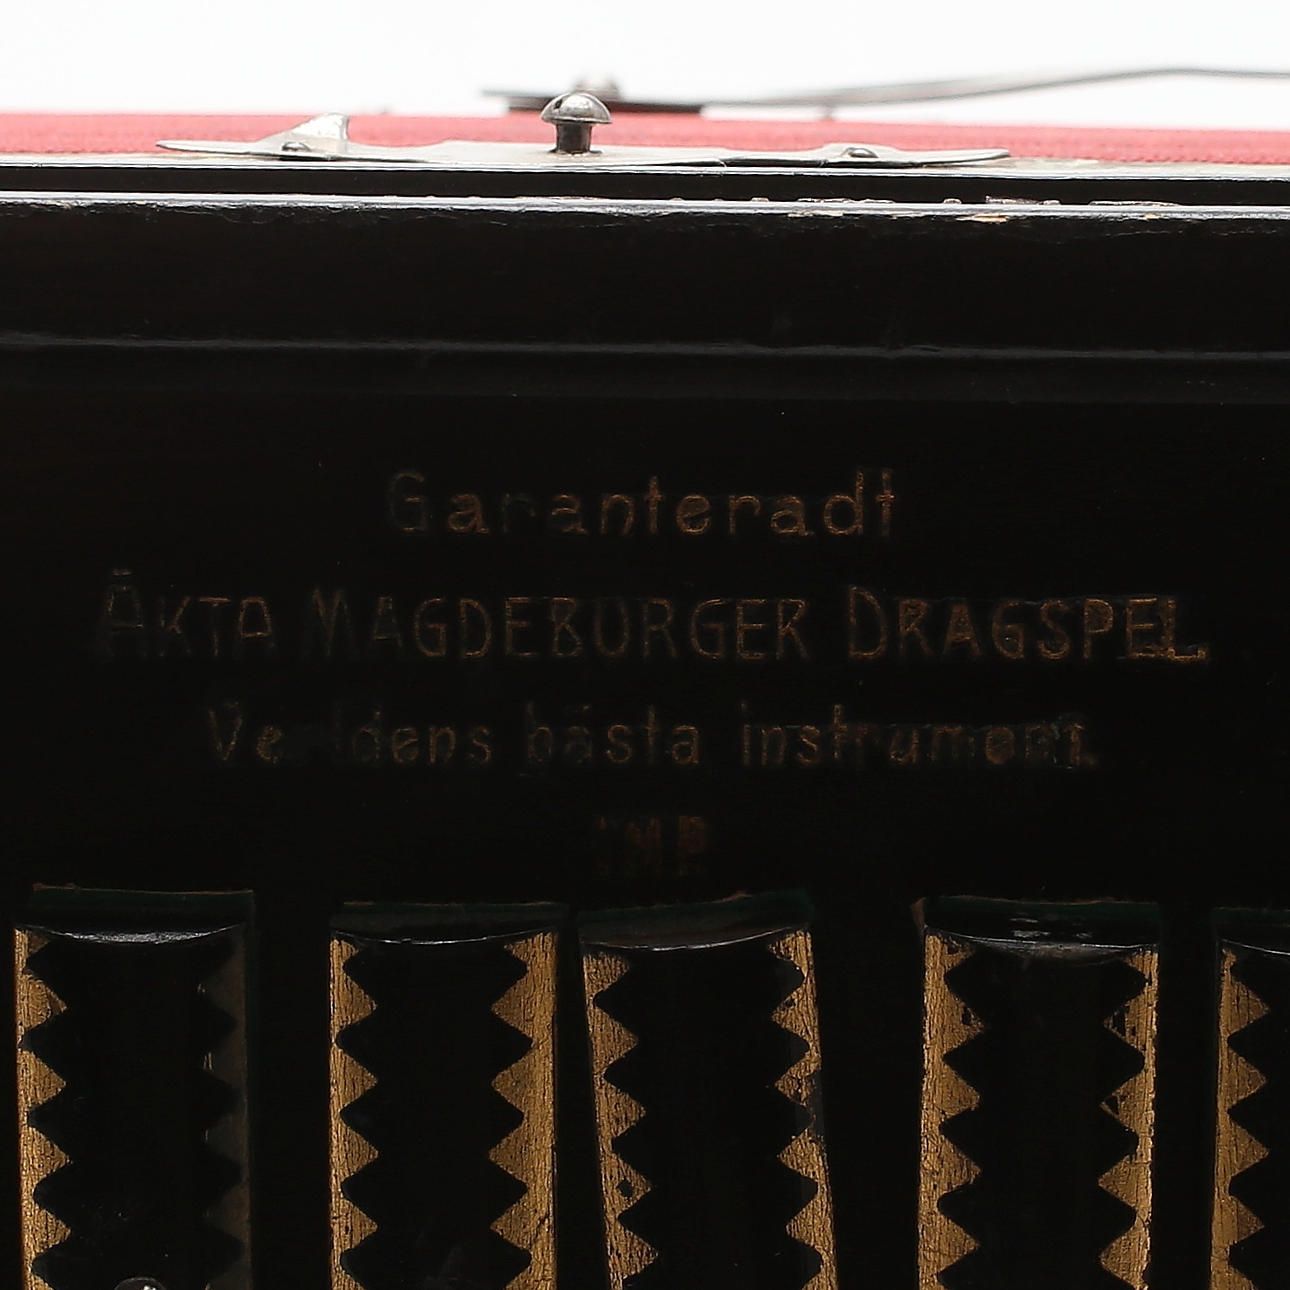 Garanteradt
ÄKTA MAGDEBURGER DRAGSPEL
Verldens bästa instrument.